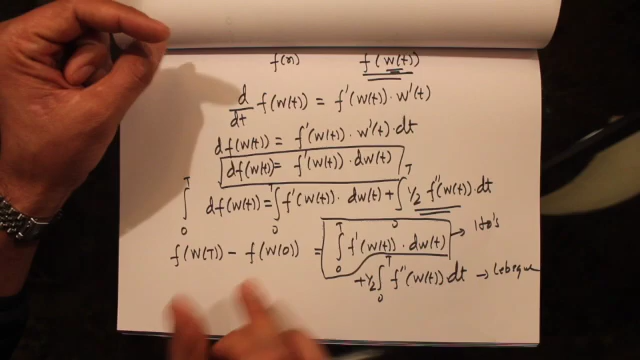 f(x) f(W(t))
d/dt f(W(t)) = f'(W(t)) · W'(t)
df(W(t)) = f'(W(t)) · W'(t) · dt
df(W(t)) = f'(W(t)) · dW(t)
∫₀ᵀ df(W(t)) = ∫₀ᵀ f'(W(t)) · dW(t) + ∫₀ᵀ 1/2 f''(W(t)) · dt
f(W(T)) - f(W(0)) = ∫₀ᵀ f'(W(t)) · dW(t) → Ito's
+ 1/2 ∫₀ᵀ f''(W(t)) dt → Lebegue